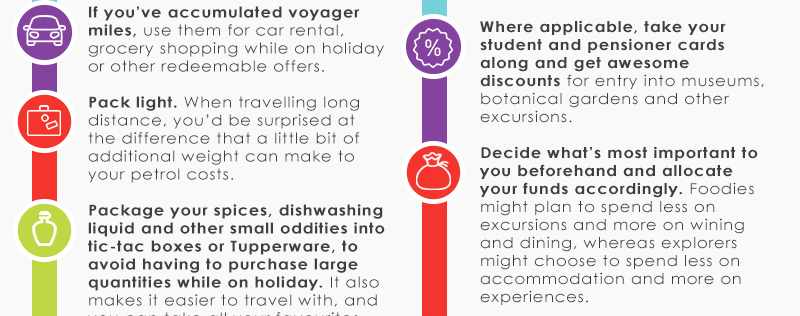 If you’ve accumulated voyager
miles, use them for car rental,
grocery shopping while on holiday
or other redeemable offers.
Pack light. When travelling long
distance, you’d be surprised at
the difference that a little bit of
additional weight can make to
your petrol costs.
Package your spices, dishwashing
liquid and other small oddities into
tic-tac boxes or Tupperware, to
avoid having to purchase large
quantities while on holiday. It also
makes it easier to travel with, and
you can take all your favourites
%
Where applicable, take your
student and pensioner cards
along and get awesome
discounts for entry into museums,
botanical gardens and other
excursions.
Decide what’s most important to
you beforehand and allocate
your funds accordingly. Foodies
might plan to spend less on
excursions and more on wining
and dining, whereas explorers
might choose to spend less on
accommodation and more on
experiences.